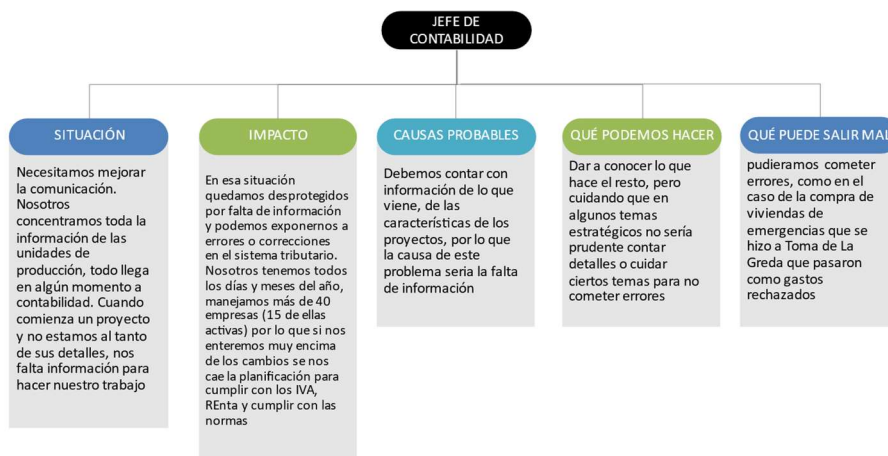 JEFE DE
CONTABILIDAD
SITUACIÓN
Necesitamos mejorar
la comunicación.
Nosotros
concentramos toda la
información de las
unidades de
producción, todo llega
en algún momento a
contabilidad. Cuando
comienza un proyecto
y no estamos al tanto
de sus detalles, nos
falta información para
hacer nuestro trabajo
IMPACTO
En esa situación
quedamos desprotegidos
por falta de información
y podemos exponernos a
errores o correcciones
en el sistema tributario.
Nosotros tenemos todos
los días y meses del año,
manejamos más de 40
empresas (15 de ellas
activas) por lo que si nos
enteremos muy encima
de los cambios se nos
cae la planificación para
cumplir con los IVA,
REnta y cumplir con las
normas
CAUSAS PROBABLES
Debemos contar con
información de lo que
viene, de las
características de los
proyectos, por lo que
la causa de este
problema seria la falta
de información
QUÉ PODEMOS HACER
Dar a conocer lo que
hace el resto, pero
cuidando que en
algunos temas
estratégicos no sería
prudente contar
detalles o cuidar
ciertos temas para no
cometer errores
QUÉ PUEDE SALIR MAL
pudieramos cometer
errores, como en el
caso de la compra de
viviendas de
emergencias que se
hizo a Toma de La
Greda que pasaron
como gastos
rechazados